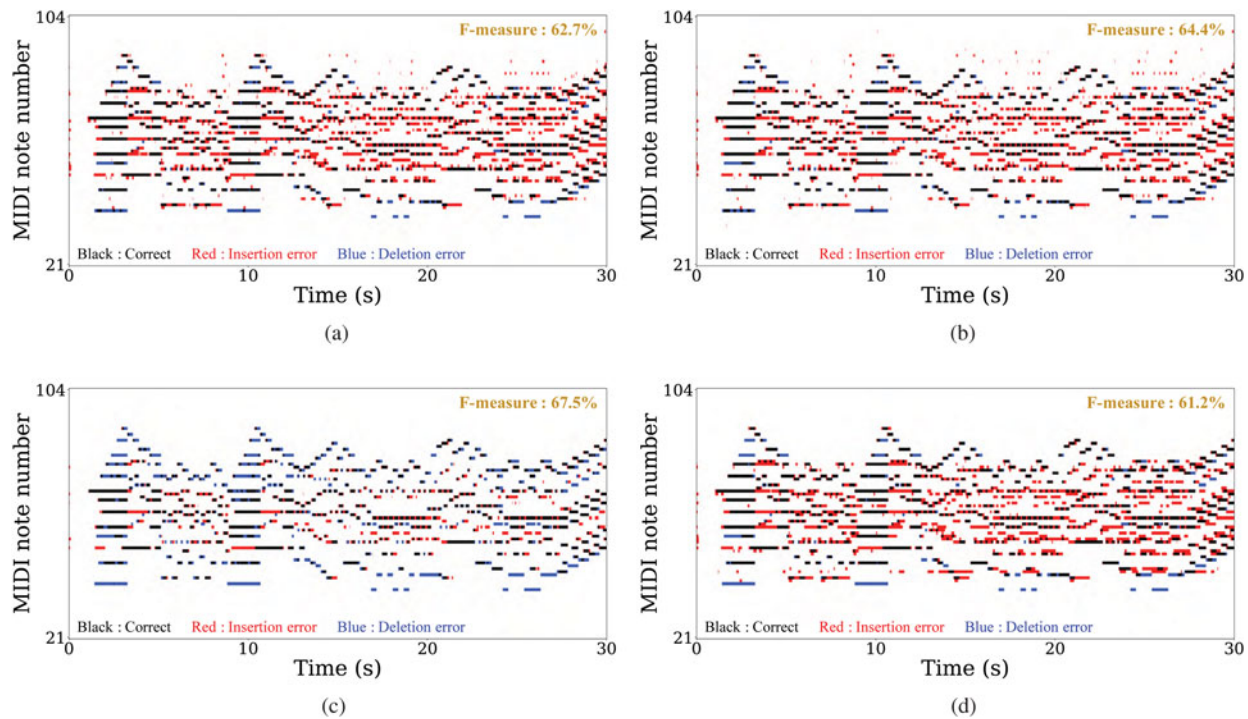 104
F-measure : 62.7%
MIDI note number
Black : Correct Red : Insertion error Blue : Deletion error
21
0 10 20 30
Time (s)
(a)
104
F-measure : 64.4%
MIDI note number
Black : Correct Red : Insertion error Blue : Deletion error
21
0 10 20 30
Time (s)
(b)
104
F-measure : 67.5%
MIDI note number
Black : Correct Red : Insertion error Blue : Deletion error
21
0 10 20 30
Time (s)
(c)
104
F-measure : 61.2%
MIDI note number
Black : Correct Red : Insertion error Blue : Deletion error
21
0 10 20 30
Time (s)
(d)